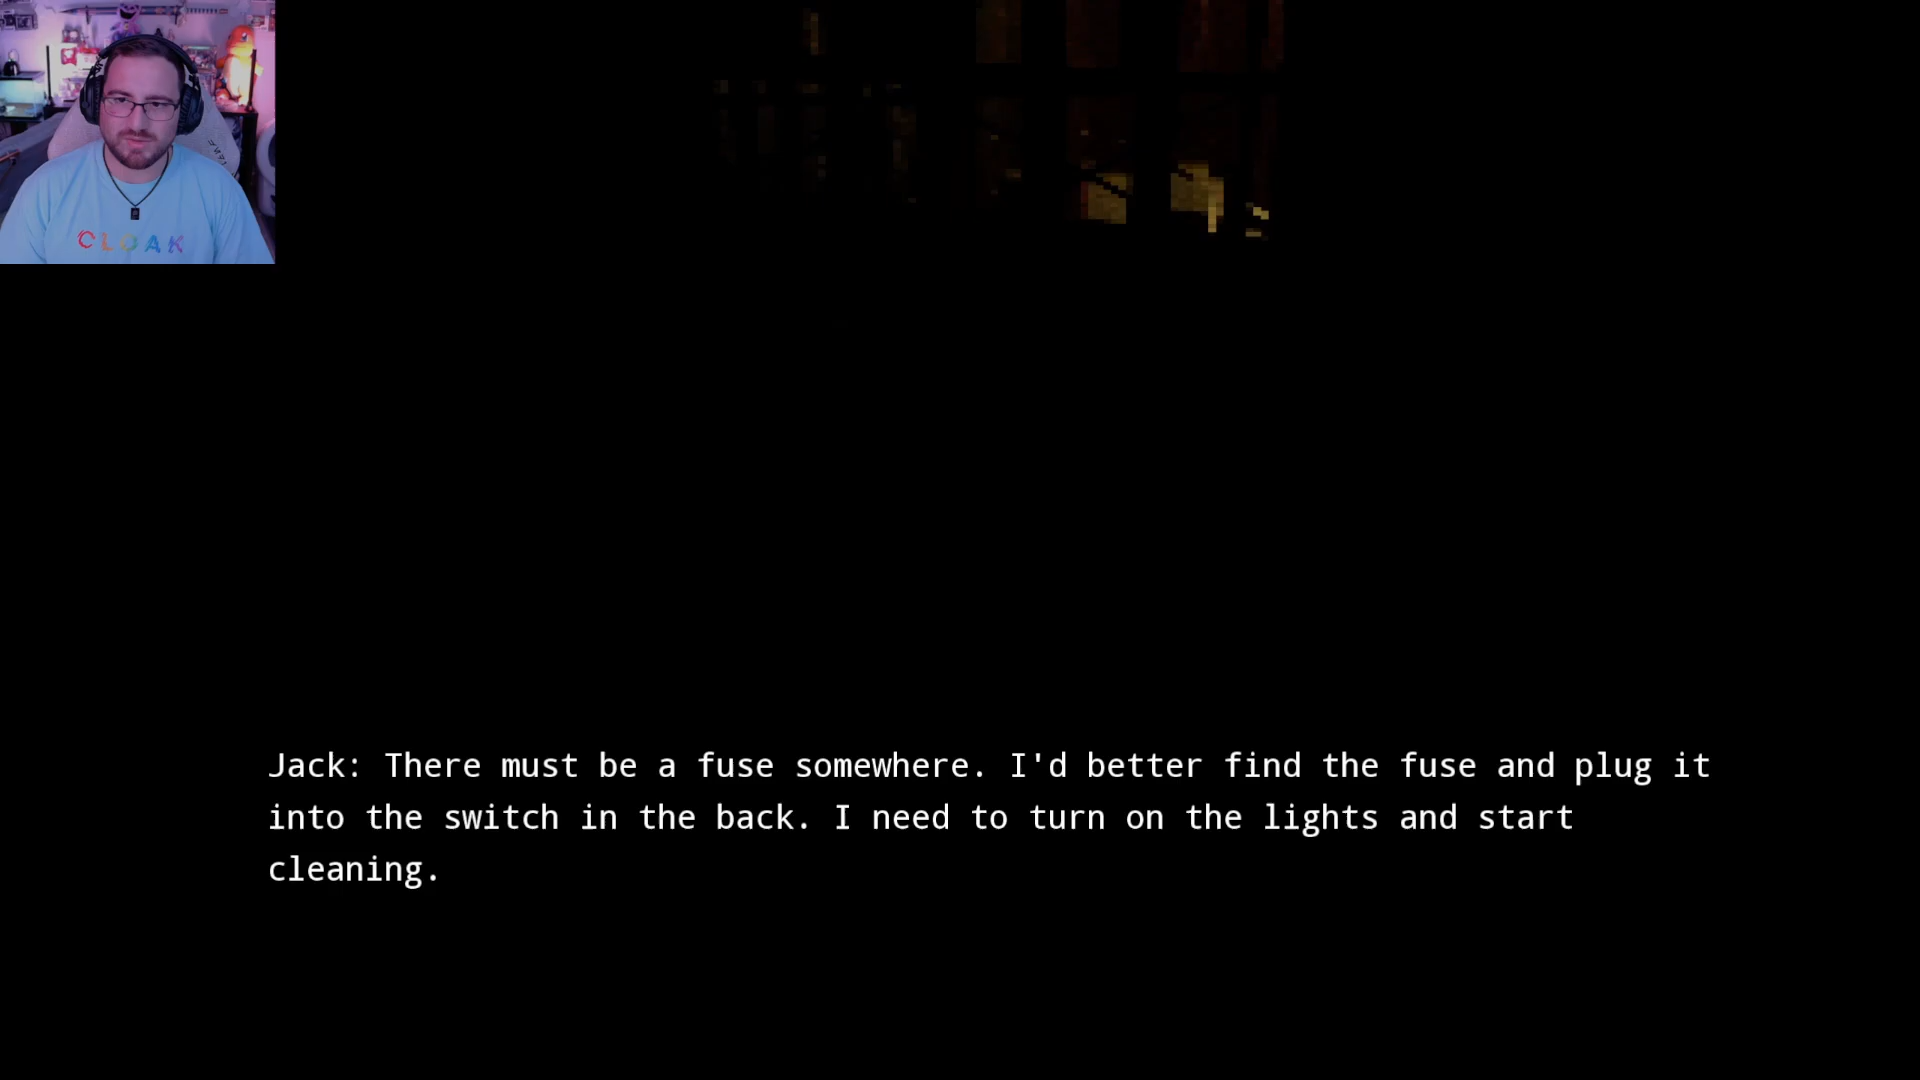 CLOAK
Jack: There must be a fuse somewhere. I'd better find the fuse and plug it
into the switch in the back. I need to turn on the lights and start
cleaning.